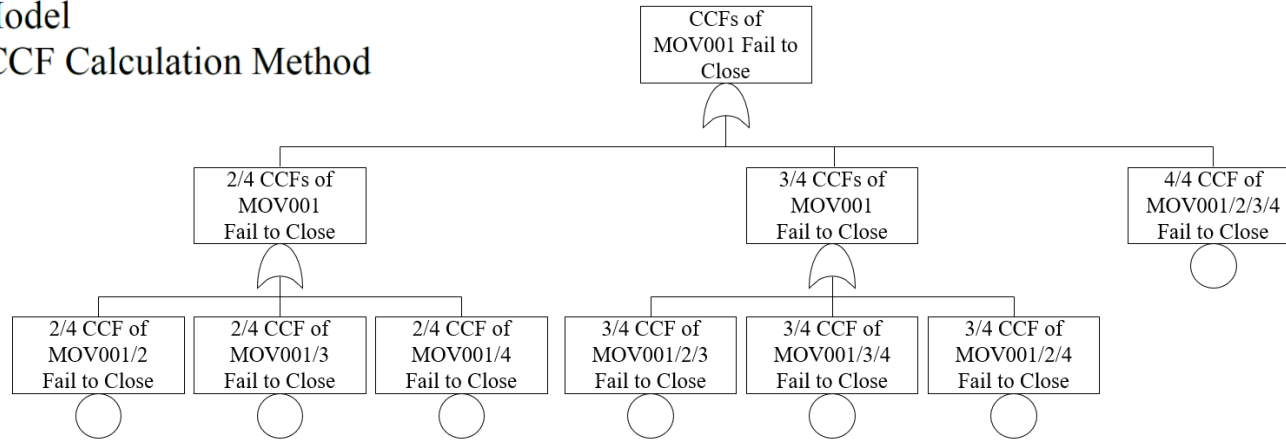 Model
CCF Calculation Method
CCFs of
MOV001 Fail to
Close
2/4 CCFs of
MOV001
Fail to Close
3/4 CCFs of
MOV001
Fail to Close
4/4 CCF of
MOV001/2/3/4
Fail to Close
2/4 CCF of
MOV001/2
Fail to Close
2/4 CCF of
MOV001/3
Fail to Close
2/4 CCF of
MOV001/4
Fail to Close
3/4 CCF of
MOV001/2/3
Fail to Close
3/4 CCF of
MOV001/3/4
Fail to Close
3/4 CCF of
MOV001/2/4
Fail to Close